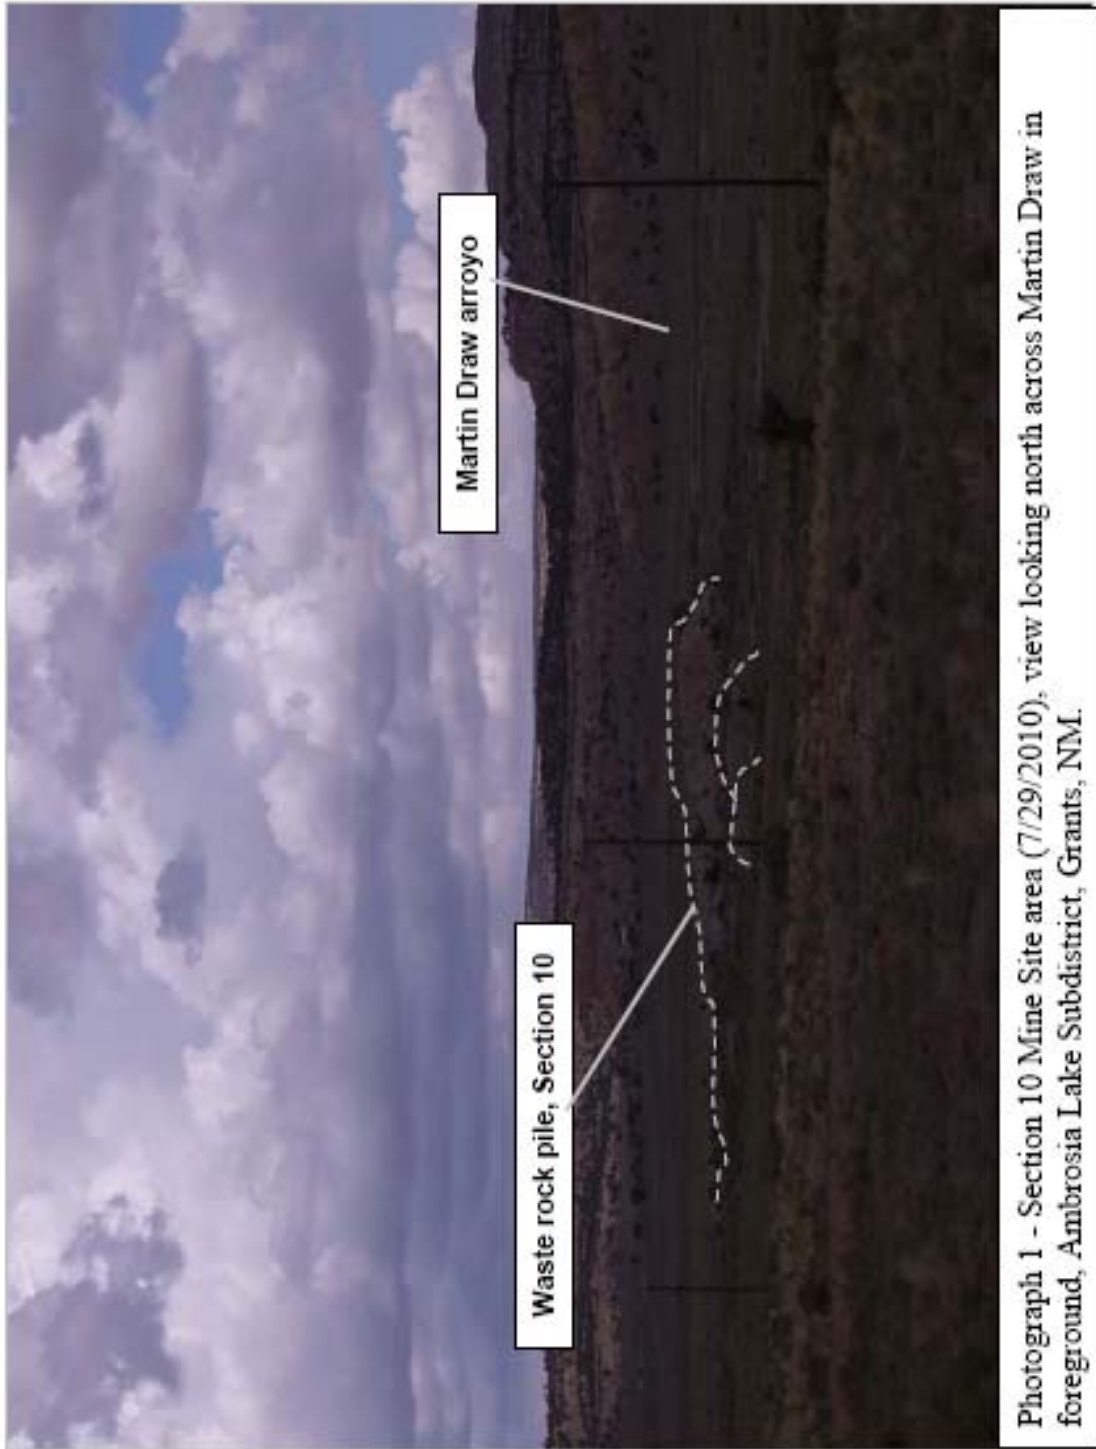 Martin Draw arroyo
Waste rock pile, Section 10
Photograph 1 - Section 10 Mine Site area (7/29/2010), view looking north across Martin Draw in
foreground, Ambrosia Lake Subdistrict, Grants, NM.